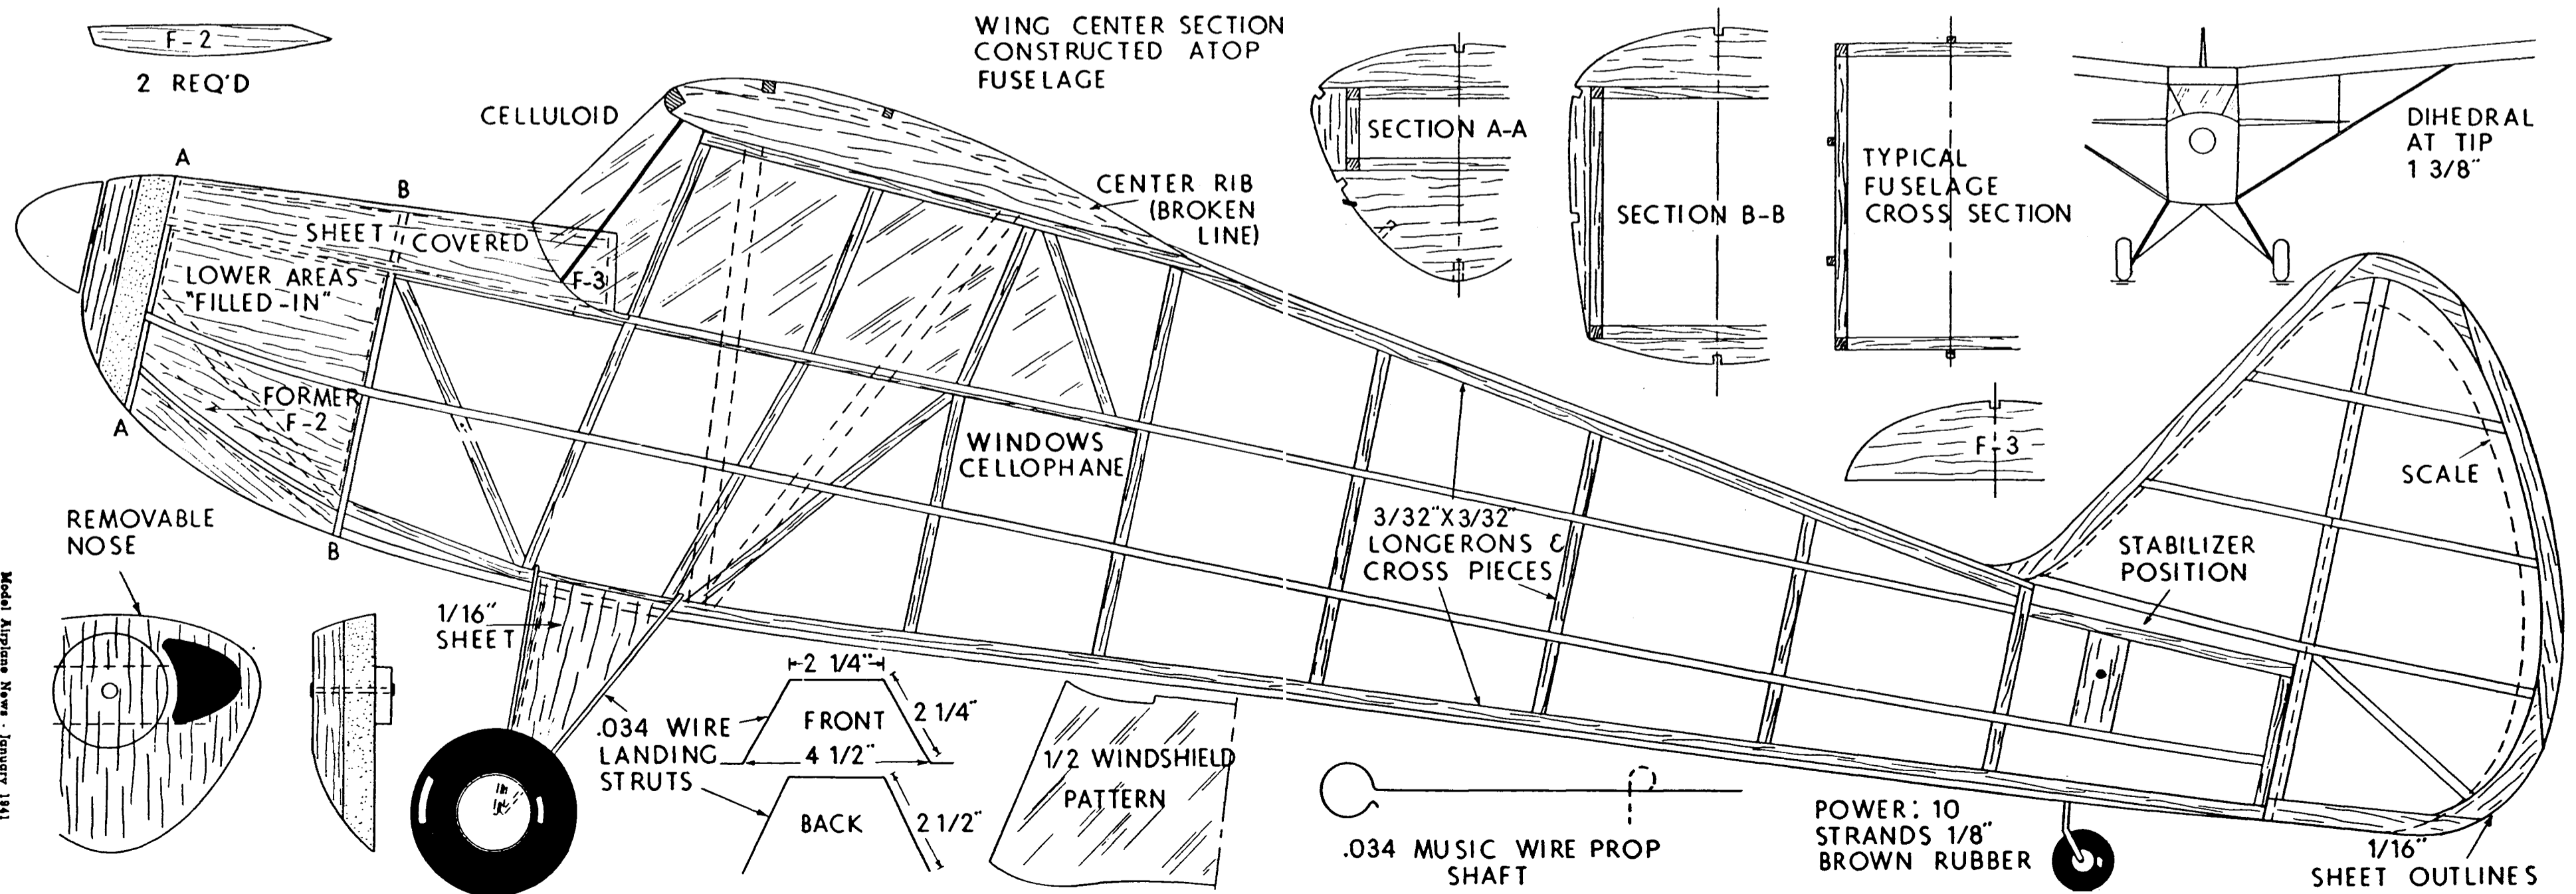 F-2
2 REQ'D
WING CENTER SECTION
CONSTRUCTED ATOP
FUSELAGE
CELLULOID
A
B
SHEET COVERED
LOWER AREAS
"FILLED-IN"
F-3
FORMER
F-2
A
B
CENTER RIB
(BROKEN
LINE)
SECTION A-A
SECTION B-B
TYPICAL
FUSELAGE
CROSS SECTION
DIHEDRAL
AT TIP
1 3/8"
WINDOWS
CELLOPHANE
F-3
SCALE
3/32"X3/32"
LONGERONS &
CROSS PIECES
STABILIZER
POSITION
REMOVABLE
NOSE
1/16"
SHEET
.034 WIRE
LANDING
STRUTS
2 1/4"
FRONT
2 1/4"
4 1/2"
BACK
2 1/2"
1/2 WINDSHIELD
PATTERN
.034 MUSIC WIRE PROP
SHAFT
POWER: 10
STRANDS 1/8"
BROWN RUBBER
1/16"
SHEET OUTLINES
Model Airplane News - January 1941